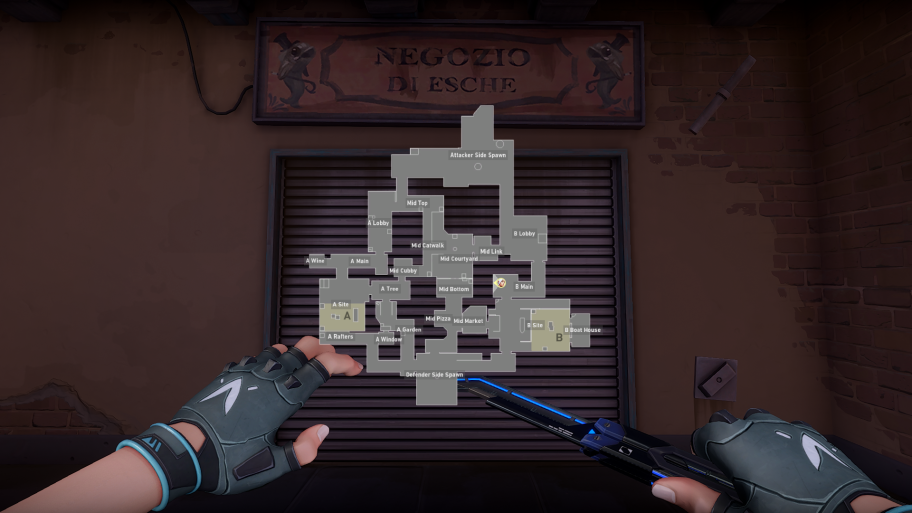 NEGOZIO
DI ESCHE
Attacker Side Spawn
Mid Top
A Lobby
B Lobby
Mid Catwalk
Mid Link
Mid Courtyard
A Wine
A Main
Mid Cubby
A Tree
Mid Bottom
B Main
A Site
A
Mid Pizza
Mid Market
B Site
B Boat House
A Garden
A Rafters
A Window
B
Defender Side Spawn